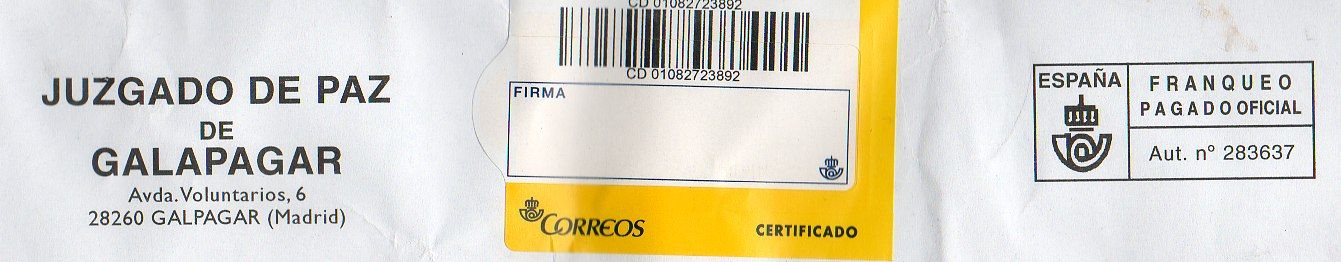 JUZGADO DE PAZ
DE
GALAPAGAR
Avda. Voluntarios, 6
28260 GALPAGAR (Madrid)
CD 01082723892
CD 01082723892
FIRMA
CORREOS
CERTIFICADO
ESPAÑA
FRANQUEO
PAGADO OFICIAL
Aut. nº 283637